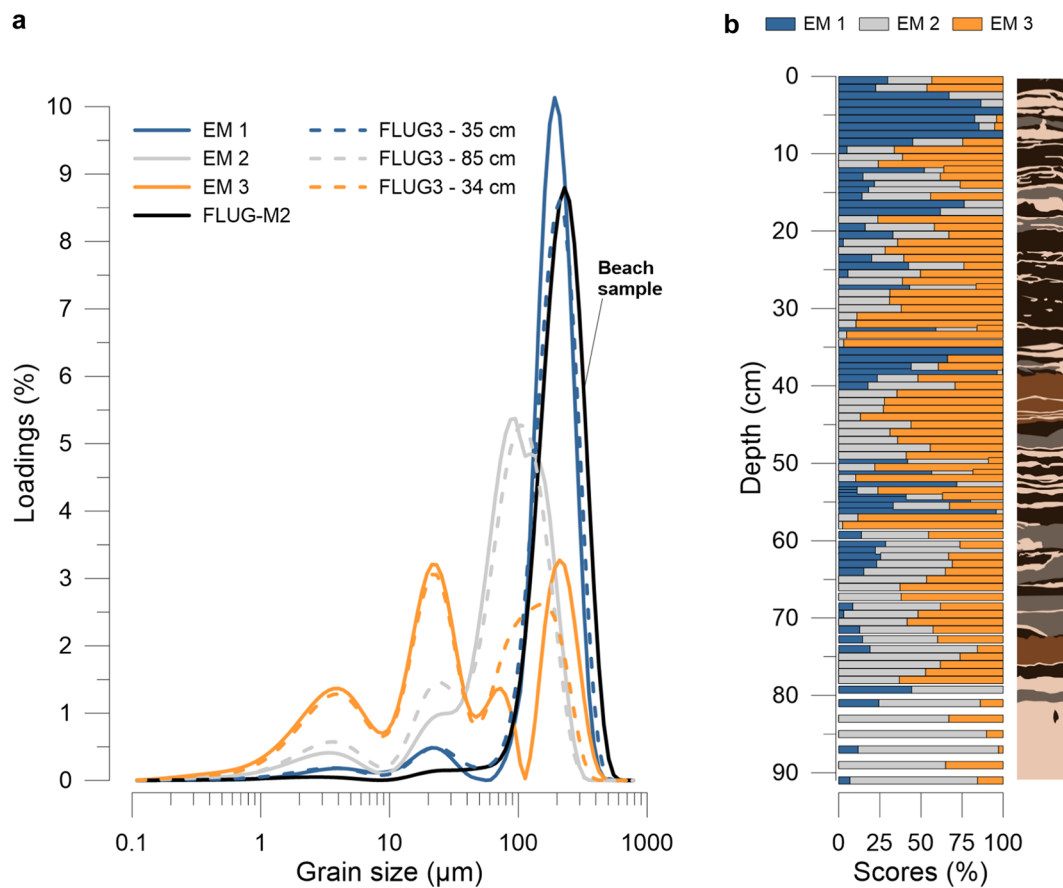 a
EM 1
EM 2
EM 3
FLUG-M2
FLUG3 - 35 cm
FLUG3 - 85 cm
FLUG3 - 34 cm
Beach
sample
Loadings (%)
10
9
8
7
6
5
4
3
2
1
0
0.1 1 10 100 1000
Grain size (µm)
b
EM 1 EM 2 EM 3
Depth (cm)
0
10
20
30
40
50
60
70
80
90
0 25 50 75 100
Scores (%)